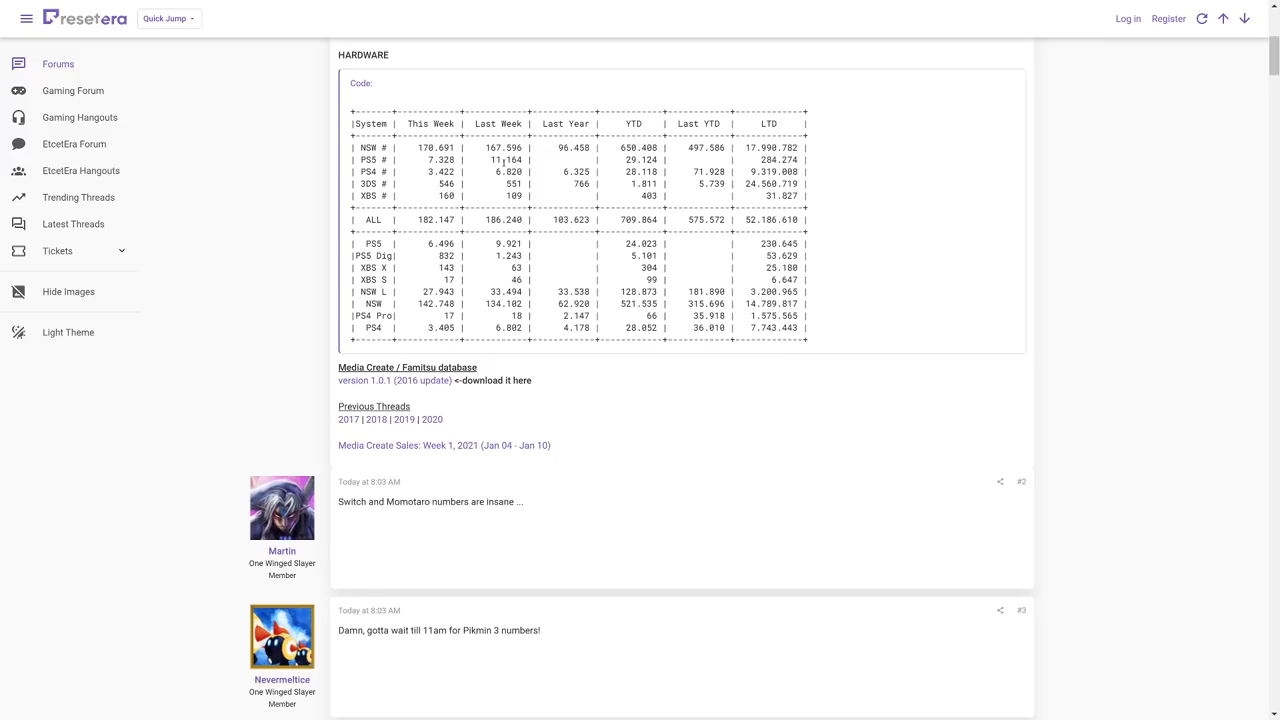 resetera
Quick Jump
Log in
Register
Forums
Gaming Forum
Gaming Hangouts
EtcetEra Forum
EtcetEra Hangouts
Trending Threads
Latest Threads
Tickets
Hide Images
Light Theme
HARDWARE
Code:
+-------+------------+------------+------------+------------+------------+-------------+
|System | This Week | Last Week | Last Year | YTD | Last YTD | LTD |
+-------+------------+------------+------------+------------+------------+-------------+
| NSW # | 170.691 | 167.596 | 96.458 | 650.408 | 497.586 | 17.990.782 |
| PS5 # | 7.328 | 11.164 | | 29.124 | | 284.274 |
| PS4 # | 3.422 | 6.820 | 6.325 | 28.118 | 71.928 | 9.319.008 |
| 3DS # | 546 | 551 | 766 | 1.811 | 5.739 | 24.560.719 |
| XBS # | 160 | 109 | | 403 | | 31.827 |
+-------+------------+------------+------------+------------+------------+-------------+
| ALL | 182.147 | 186.240 | 103.623 | 709.864 | 575.572 | 52.186.610 |
+-------+------------+------------+------------+------------+------------+-------------+
| PS5 | 6.496 | 9.921 | | 24.023 | | 230.645 |
|PS5 Dig| 832 | 1.243 | | 5.101 | | 53.629 |
| XBS X | 143 | 63 | | 304 | | 25.180 |
| XBS S | 17 | 46 | | 99 | | 6.647 |
| NSW L | 27.943 | 33.494 | 33.538 | 128.873 | 181.890 | 3.200.965 |
| NSW | 142.748 | 134.102 | 62.920 | 521.535 | 315.696 | 14.789.817 |
|PS4 Pro| 17 | 18 | 2.147 | 66 | 35.918 | 1.575.565 |
| PS4 | 3.405 | 6.802 | 4.178 | 28.052 | 36.010 | 7.743.443 |
+-------+------------+------------+------------+------------+------------+-------------+
Media Create / Famitsu database
version 1.0.1 (2016 update) <-download it here
Previous Threads
2017 | 2018 | 2019 | 2020
Media Create Sales: Week 1, 2021 (Jan 04 - Jan 10)
Today at 8:03 AM
#2
Switch and Momotaro numbers are insane ...
Martin
One Winged Slayer
Member
Today at 8:03 AM
#3
Damn, gotta wait till 11am for Pikmin 3 numbers!
Nevermeltice
One Winged Slayer
Member